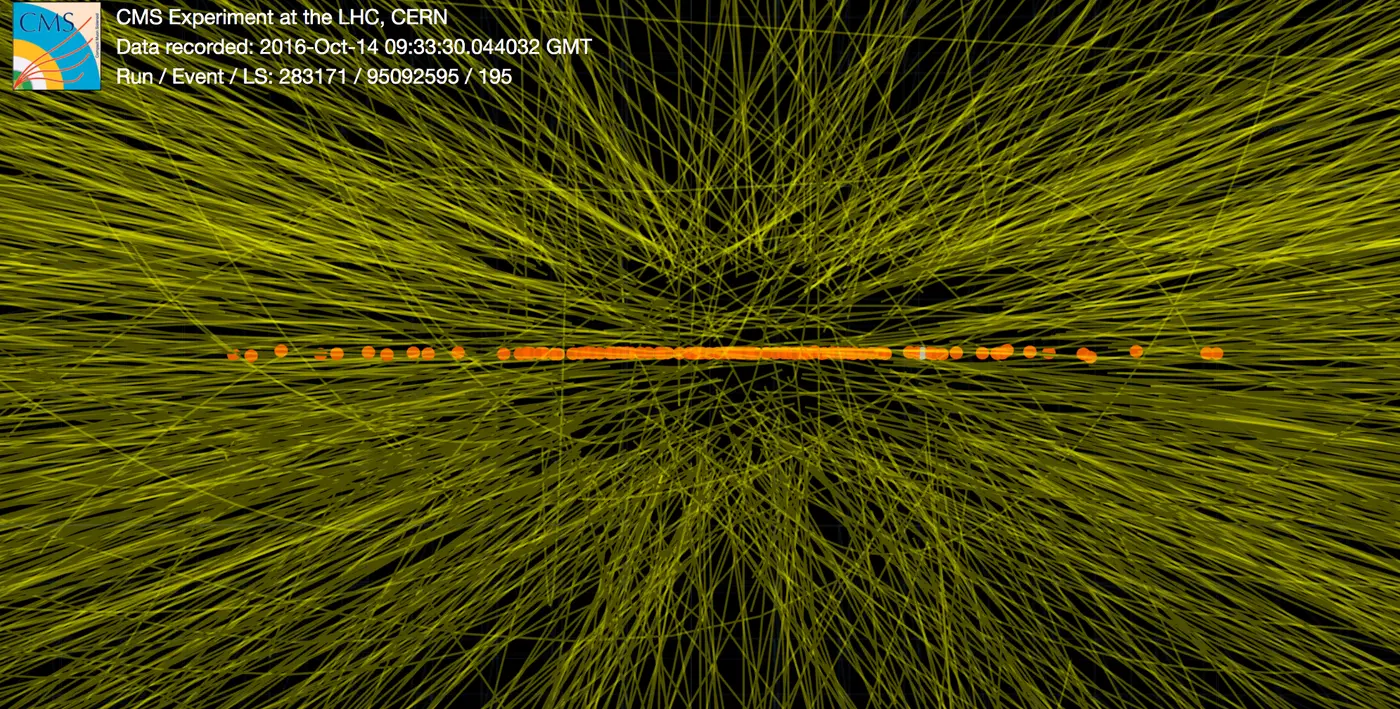 CMS
CMS Experiment at the LHC, CERN
Data recorded: 2016-Oct-14 09:33:30.044032 GMT
Run / Event / LS: 283171 / 95092595 / 195